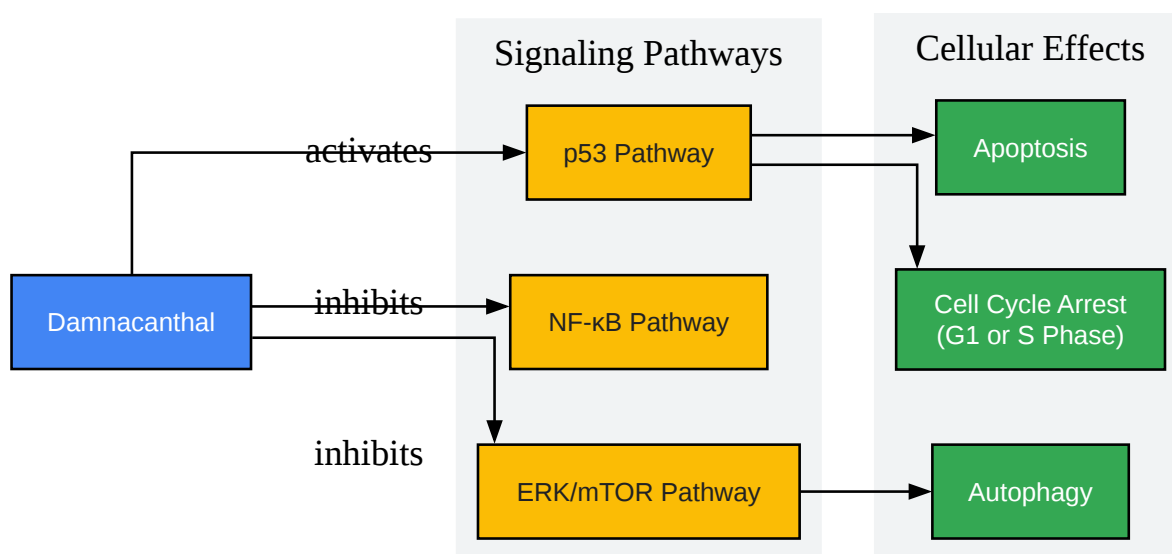 Signaling Pathways
Cellular Effects
activates
p53 Pathway
Apoptosis
Damnacanthal
inhibits
NF-κB Pathway
Cell Cycle Arrest
(G1 or S Phase)
inhibits
ERK/mTOR Pathway
Autophagy